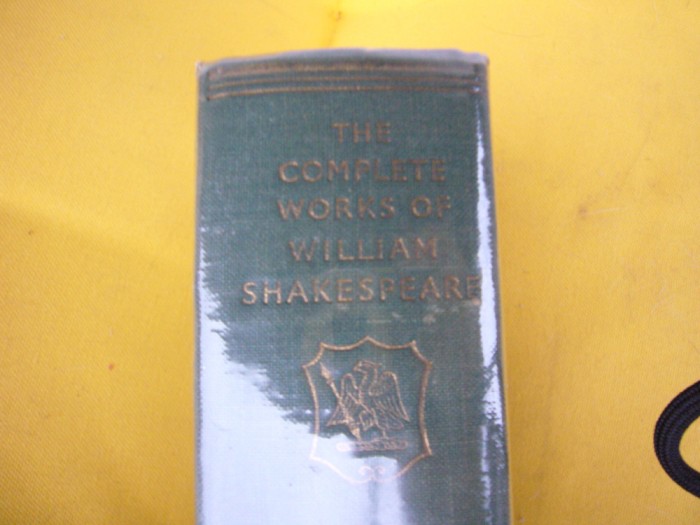 THE
COMPLETE
WORKS OF
WILLIAM
SHAKESPEARE